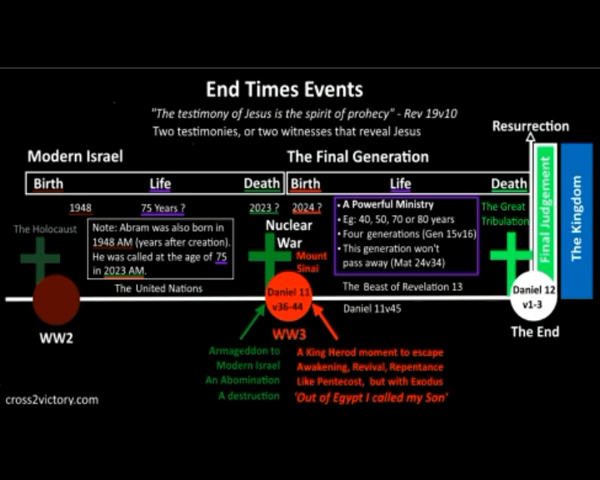 End Times Events
"The testimony of Jesus is the spirit of prohecy" - Rev 19v10
Two testimonies, or two witnesses that reveal Jesus
Resurrection
Modern Israel
The Final Generation
Birth
Life
Death
Birth
Life
Death
1948
75 Years ?
2023 ?
2024 ?
The Holocaust
Note: Abram was also born in
1948 AM (years after creation).
He was called at the age of 75
in 2023 AM.
Nuclear
War
Mount
Sinai
• A Powerful Ministry
• Eg: 40, 50, 70 or 80 years
• Four generations (Gen 15v16)
• This generation won't
pass away (Mat 24v34)
The Great
Tribulation
Final Judgement
The Kingdom
The United Nations
Daniel 11
v36-44
The Beast of Revelation 13
Daniel 11v45
Daniel 12
v1-3
WW2
WW3
The End
Armageddon to
Modern Israel
An Abomination
A destruction
A King Herod moment to escape
Awakening, Revival, Repentance
Like Pentecost, but with Exodus
'Out of Egypt I called my Son'
cross2victory.com